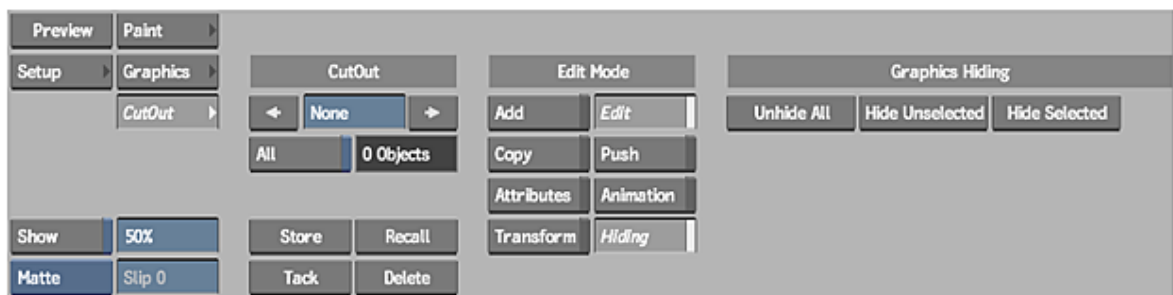 Preview Paint
Setup Graphics CutOut Edit Mode Graphics Hiding
CutOut None Add Edit Unhide All Hide Unselected Hide Selected
All 0 Objects Copy Push
Attributes Animation
Show 50% Store Recall Transform Hiding
Matte Slip 0 Tack Delete